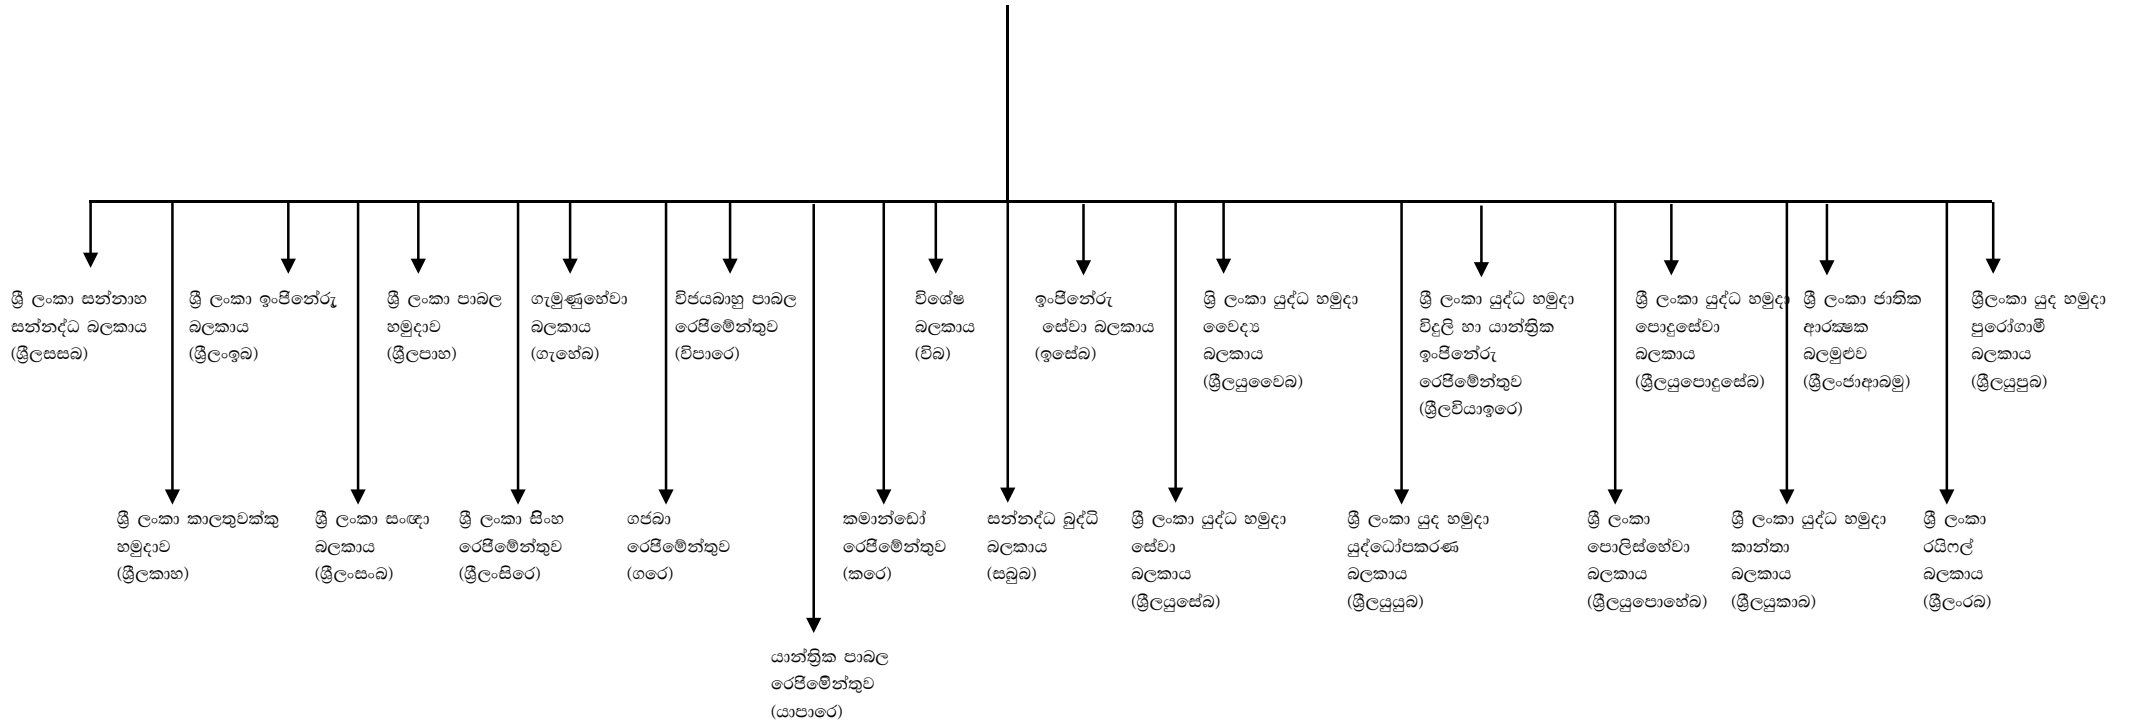 ශ්‍රී ලංකා සන්නාහ
සන්නද්ධ බලකාය
(ශ්‍රීලසසබ)
ශ්‍රී ලංකා ඉංජිනේරු
බලකාය
(ශ්‍රීලංඉබ)
ශ්‍රී ලංකා පාබල
හමුදාව
(ශ්‍රීලපාහ)
ගැමුණුහේවා
බලකාය
(ගැහේබ)
විජයබාහු පාබල
රෙජිමේන්තුව
(විපාරෙ)
විශේෂ
බලකාය
(විබ)
ඉංජිනේරු
සේවා බලකාය
(ඉසේබ)
ශ්‍රි ලංකා යුද්ධ හමුදා
වෛද්‍ය
බලකාය
(ශ්‍රීලයුවෛබ)
ශ්‍රී ලංකා යුද්ධ හමුදා
විදුලි හා යාන්ත්‍රික
ඉංජිනේරු
රෙජිමේන්තුව
(ශ්‍රීලවියාඉරෙ)
ශ්‍රී ලංකා යුද්ධ හමුදා
පොදුසේවා
බලකාය
(ශ්‍රීලයුපොදුසේබ)
ශ්‍රී ලංකා ජාතික
ආරක්‍ෂක
බලමුළුව
(ශ්‍රීලංජාආබමු)
ශ්‍රීලංකා යුද හමුදා
පුරෝගාමී
බලකාය
(ශ්‍රීලයුපුබ)
ශ්‍රී ලංකා කාලතුවක්කු
හමුදාව
(ශ්‍රීලකාහ)
ශ්‍රී ලංකා සංඥා
බලකාය
(ශ්‍රීලංසංබ)
ශ්‍රී ලංකා සිංහ
රෙජිමේන්තුව
(ශ්‍රීලංසිරෙ)
ගජබා
රෙජිමේන්තුව
(ගරෙ)
කමාන්ඩෝ
රෙජිමේන්තුව
(කරෙ)
සන්නද්ධ බුද්ධි
බලකාය
(සබුබ)
ශ්‍රී ලංකා යුද්ධ හමුදා
සේවා
බලකාය
(ශ්‍රීලයුසේබ)
ශ්‍රී ලංකා යුද හමුදා
යුද්ධෝපකරණ
බලකාය
(ශ්‍රීලයුයුබ)
ශ්‍රී ලංකා
පොලිස්හේවා
බලකාය
(ශ්‍රීලයුපොහේබ)
ශ්‍රී ලංකා යුද්ධ හමුදා
කාන්තා
බලකාය
(ශ්‍රීලයුකාබ)
ශ්‍රී ලංකා
රයිෆල්
බලකාය
(ශ්‍රීලංරබ)
යාන්ත්‍රික පාබල
රෙජිමේන්තුව
(යාපාරෙ)